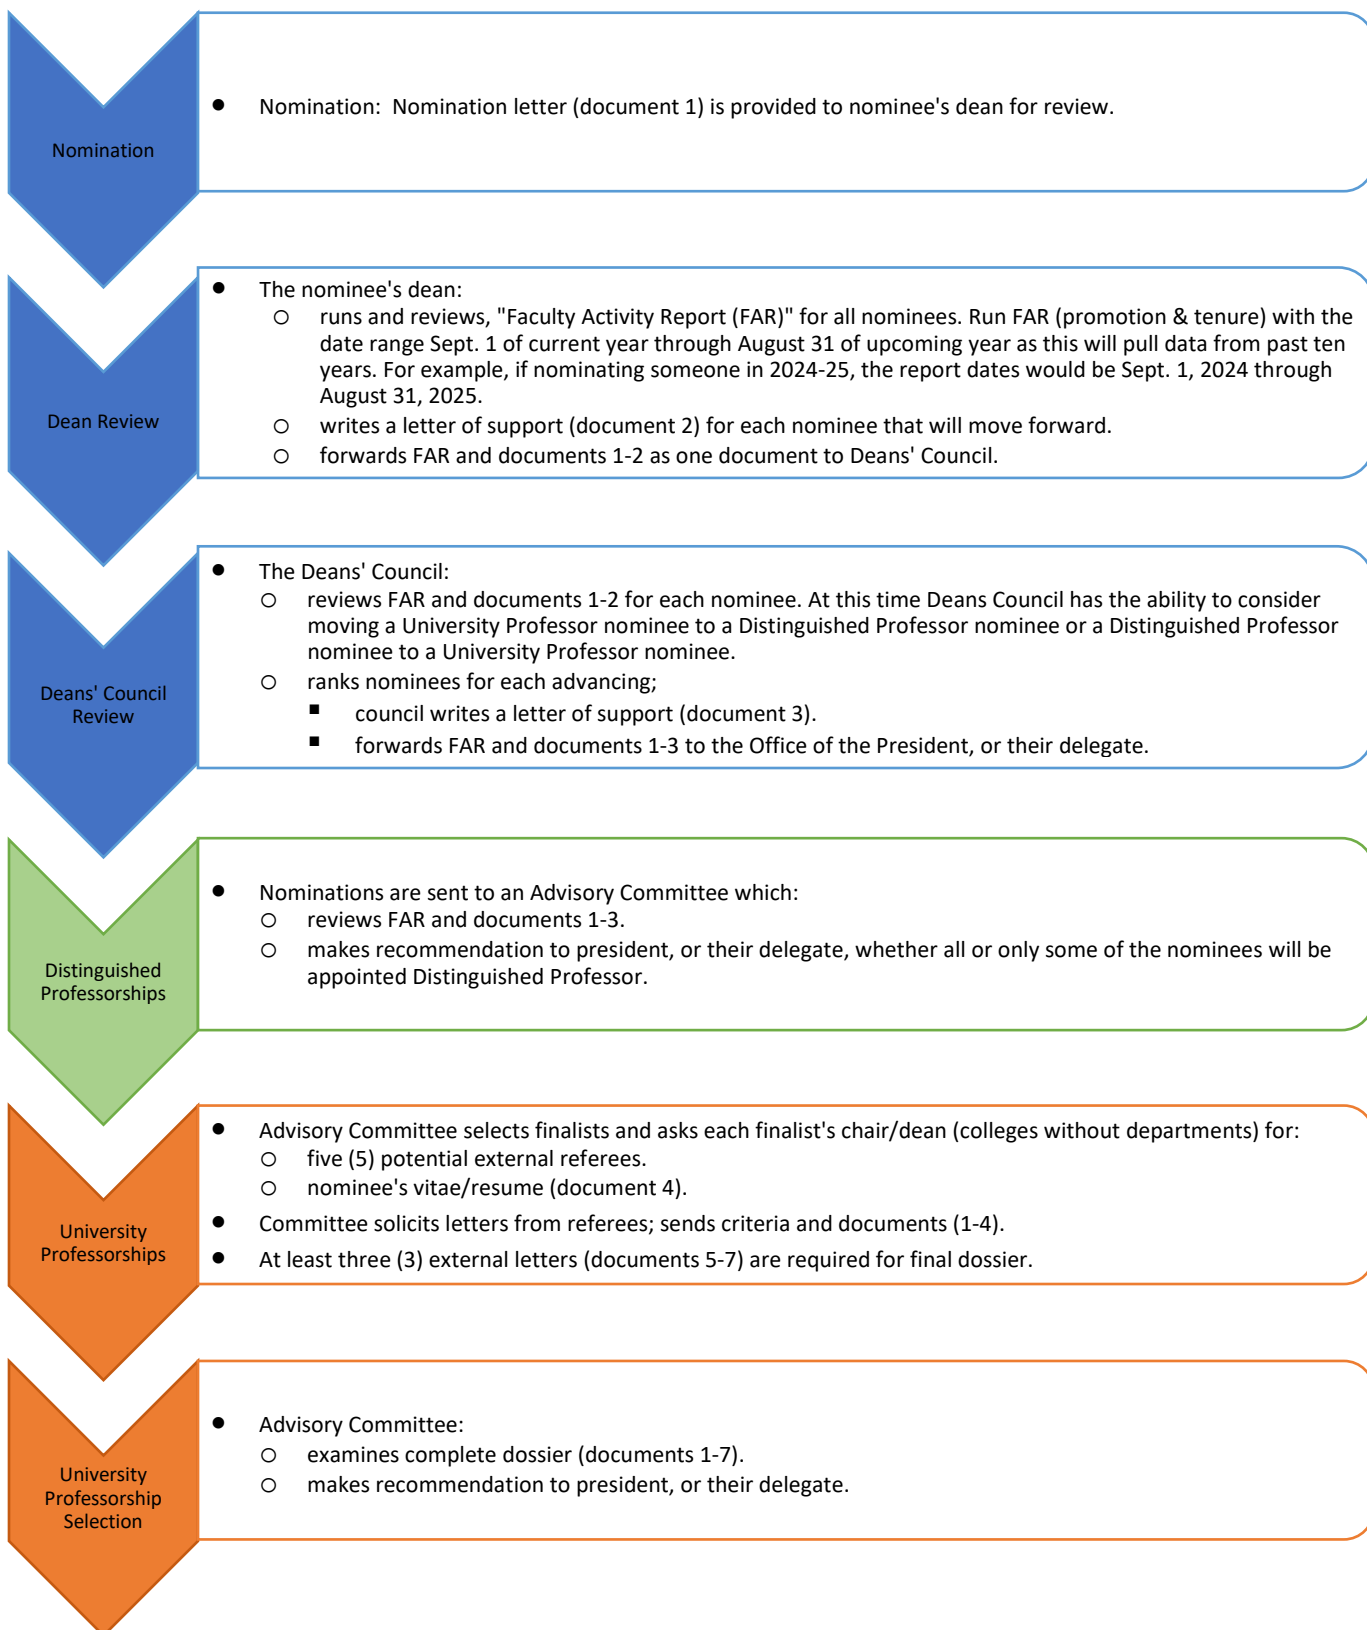 Nomination
● Nomination:  Nomination letter (document 1) is provided to nominee's dean for review.
Dean Review
● The nominee's dean:
○ runs and reviews, "Faculty Activity Report (FAR)" for all nominees. Run FAR (promotion & tenure) with the
date range Sept. 1 of current year through August 31 of upcoming year as this will pull data from past ten
years. For example, if nominating someone in 2024-25, the report dates would be Sept. 1, 2024 through
August 31, 2025.
○ writes a letter of support (document 2) for each nominee that will move forward.
○ forwards FAR and documents 1-2 as one document to Deans' Council.
Deans' Council
Review
● The Deans' Council:
○ reviews FAR and documents 1-2 for each nominee. At this time Deans Council has the ability to consider
moving a University Professor nominee to a Distinguished Professor nominee or a Distinguished Professor
nominee to a University Professor nominee.
○ ranks nominees for each advancing;
■ council writes a letter of support (document 3).
■ forwards FAR and documents 1-3 to the Office of the President, or their delegate.
Distinguished
Professorships
● Nominations are sent to an Advisory Committee which:
○ reviews FAR and documents 1-3.
○ makes recommendation to president, or their delegate, whether all or only some of the nominees will be
appointed Distinguished Professor.
University
Professorships
● Advisory Committee selects finalists and asks each finalist's chair/dean (colleges without departments) for:
○ five (5) potential external referees.
○ nominee's vitae/resume (document 4).
● Committee solicits letters from referees; sends criteria and documents (1-4).
● At least three (3) external letters (documents 5-7) are required for final dossier.
University
Professorship
Selection
● Advisory Committee:
○ examines complete dossier (documents 1-7).
○ makes recommendation to president, or their delegate.